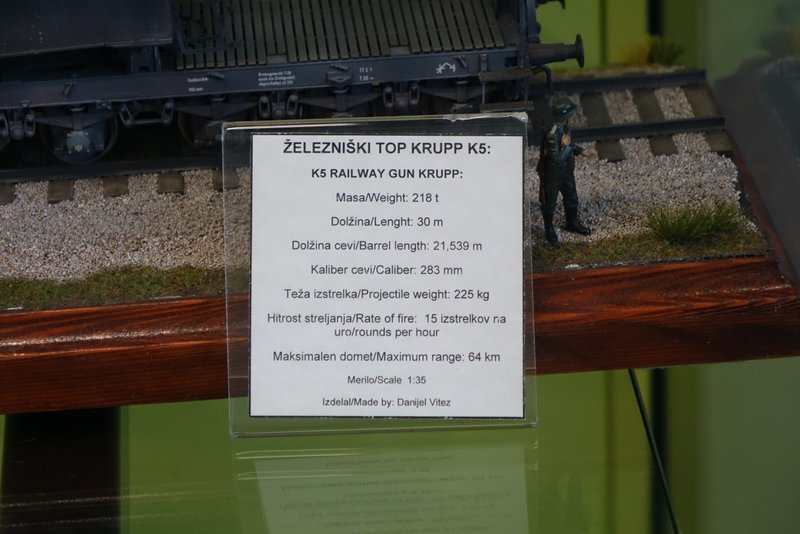 ŽELEZNIŠKI TOP KRUPP K5:
K5 RAILWAY GUN KRUPP:
Masa/Weight: 218 t
Dolžina/Lenght: 30 m
Dolžina cevi/Barrel length: 21,539 m
Kaliber cevi/Caliber: 283 mm
Teža izstrelka/Projectile weight: 225 kg
Hitrost streljanja/Rate of fire: 15 izstrelkov na
uro/rounds per hour
Maksimalen domet/Maximum range: 64 km
Merilo/Scale 1:35
Izdelal/Made by: Danijel Vitez